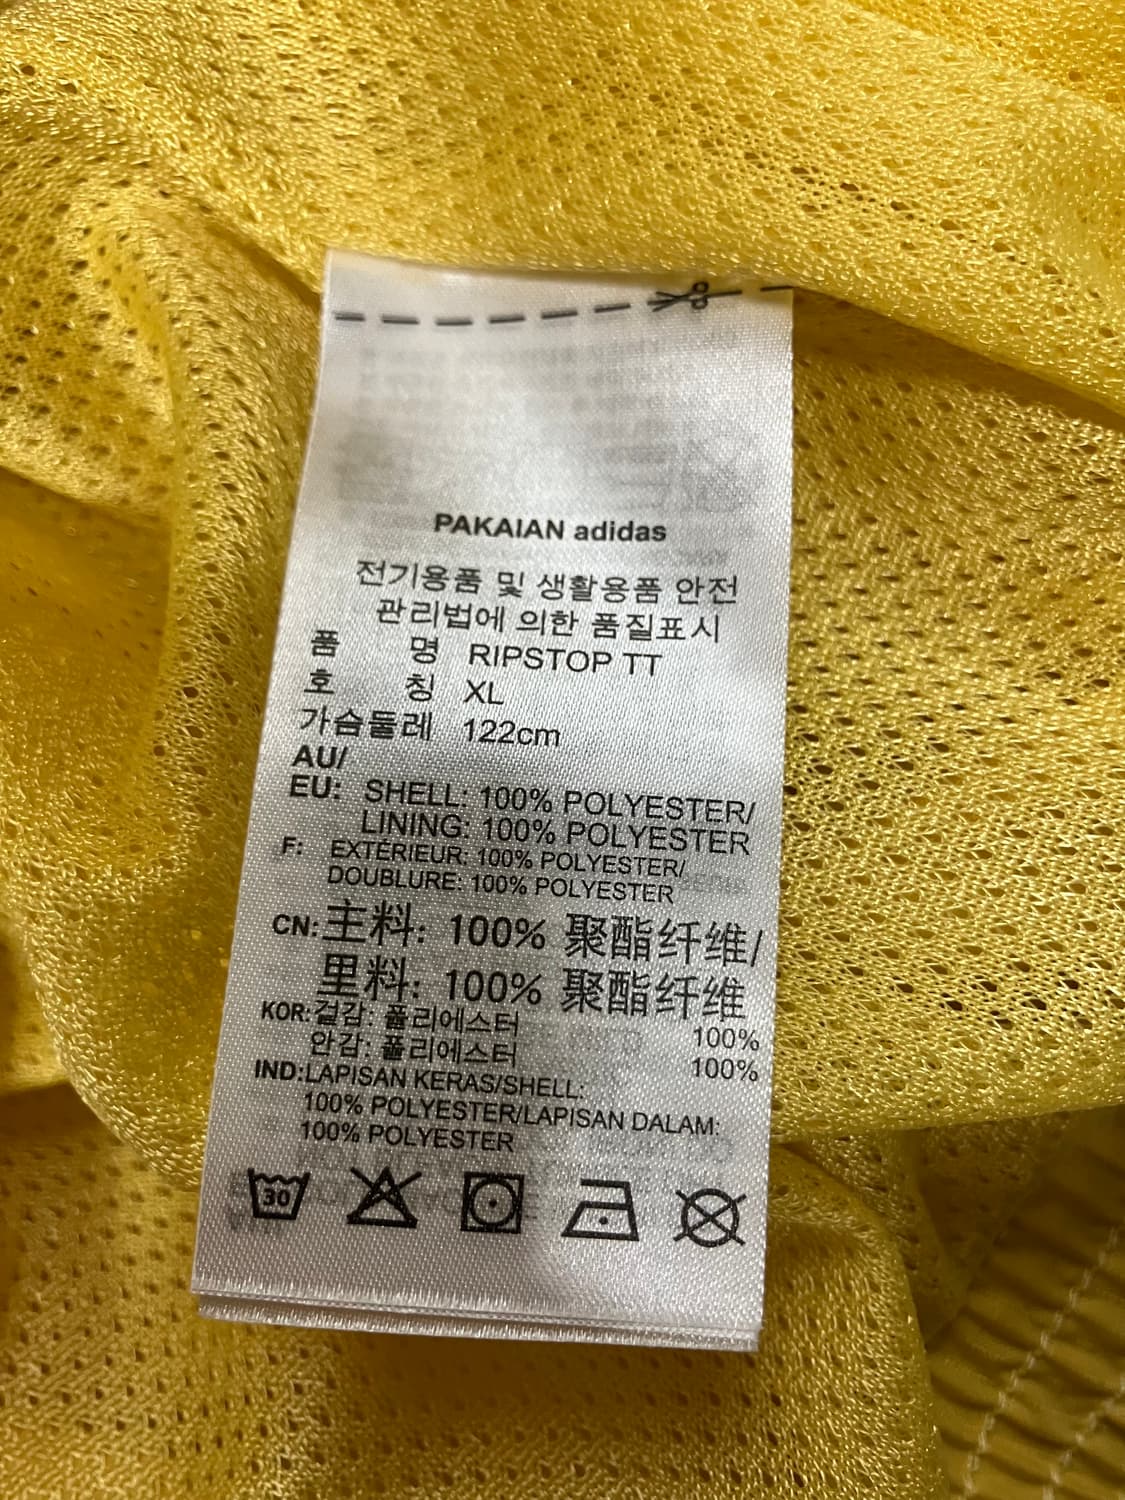 PAKAIAN adidas
전기용품 및 생활용품 안전
관리법에 의한 품질표시
품 명 RIPSTOP TT
호 칭 XL
가슴둘레 122cm
AU/
EU: SHELL: 100% POLYESTER/
LINING: 100% POLYESTER
F: EXTÉRIEUR: 100% POLYESTER/
DOUBLURE: 100% POLYESTER
CN: 主料: 100% 聚酯纤维/
里料: 100% 聚酯纤维
KOR: 겉감: 폴리에스터 100%
안감: 폴리에스터 100%
IND: LAPISAN KERAS/SHELL:
100% POLYESTER/LAPISAN DALAM:
100% POLYESTER
30